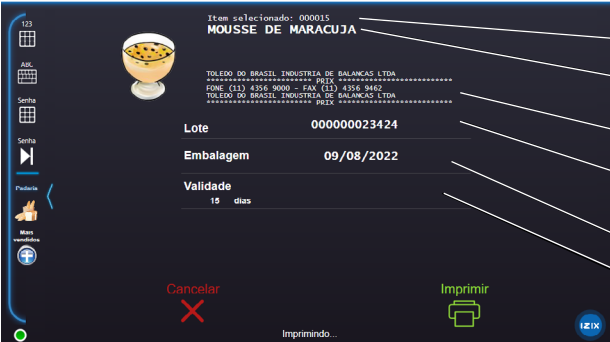 123
Item selecionado: 000015
MOUSSE DE MARACUJA
ABC
TOLEDO DO BRASIL INDUSTRIA DE BALANCAS LTDA
************************ PRIX **************************
FONE (11) 4356 9000 - FAX (11) 4356 9462
TOLEDO DO BRASIL INDUSTRIA DE BALANCAS LTDA
************************ PRIX **************************
Senha
Lote 000000023424
Senha
Embalagem 09/08/2022
Padaria
Validade
15 dias
Mais
vendidos
Cancelar
Imprimir
Imprimindo...
IZIX